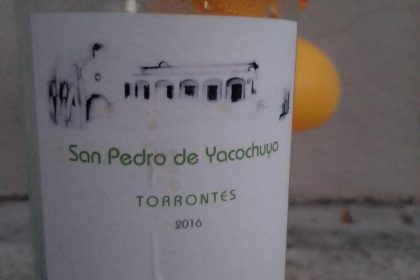 San Pedro de Yacochuya
TORRONTES
2016